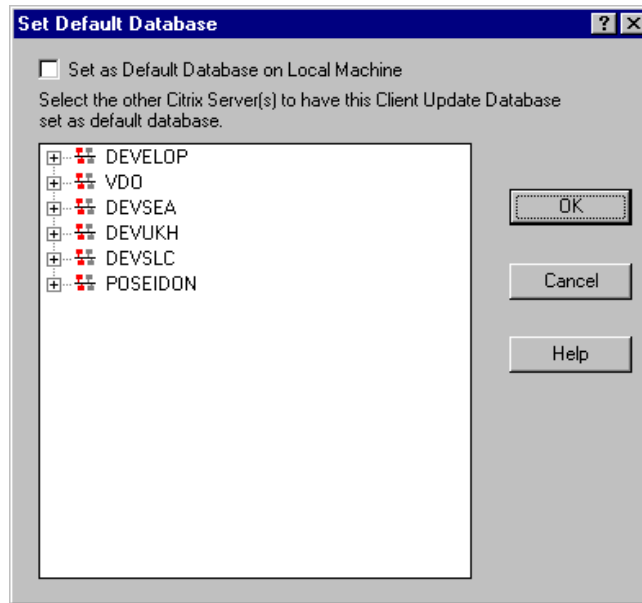 Set Default Database
Set as Default Database on Local Machine
Select the other Citrix Server(s) to have this Client Update Database
set as default database.
DEVELOP
VDO
DEVSEA
DEVUKH
DEVSLC
POSEIDON
OK
Cancel
Help